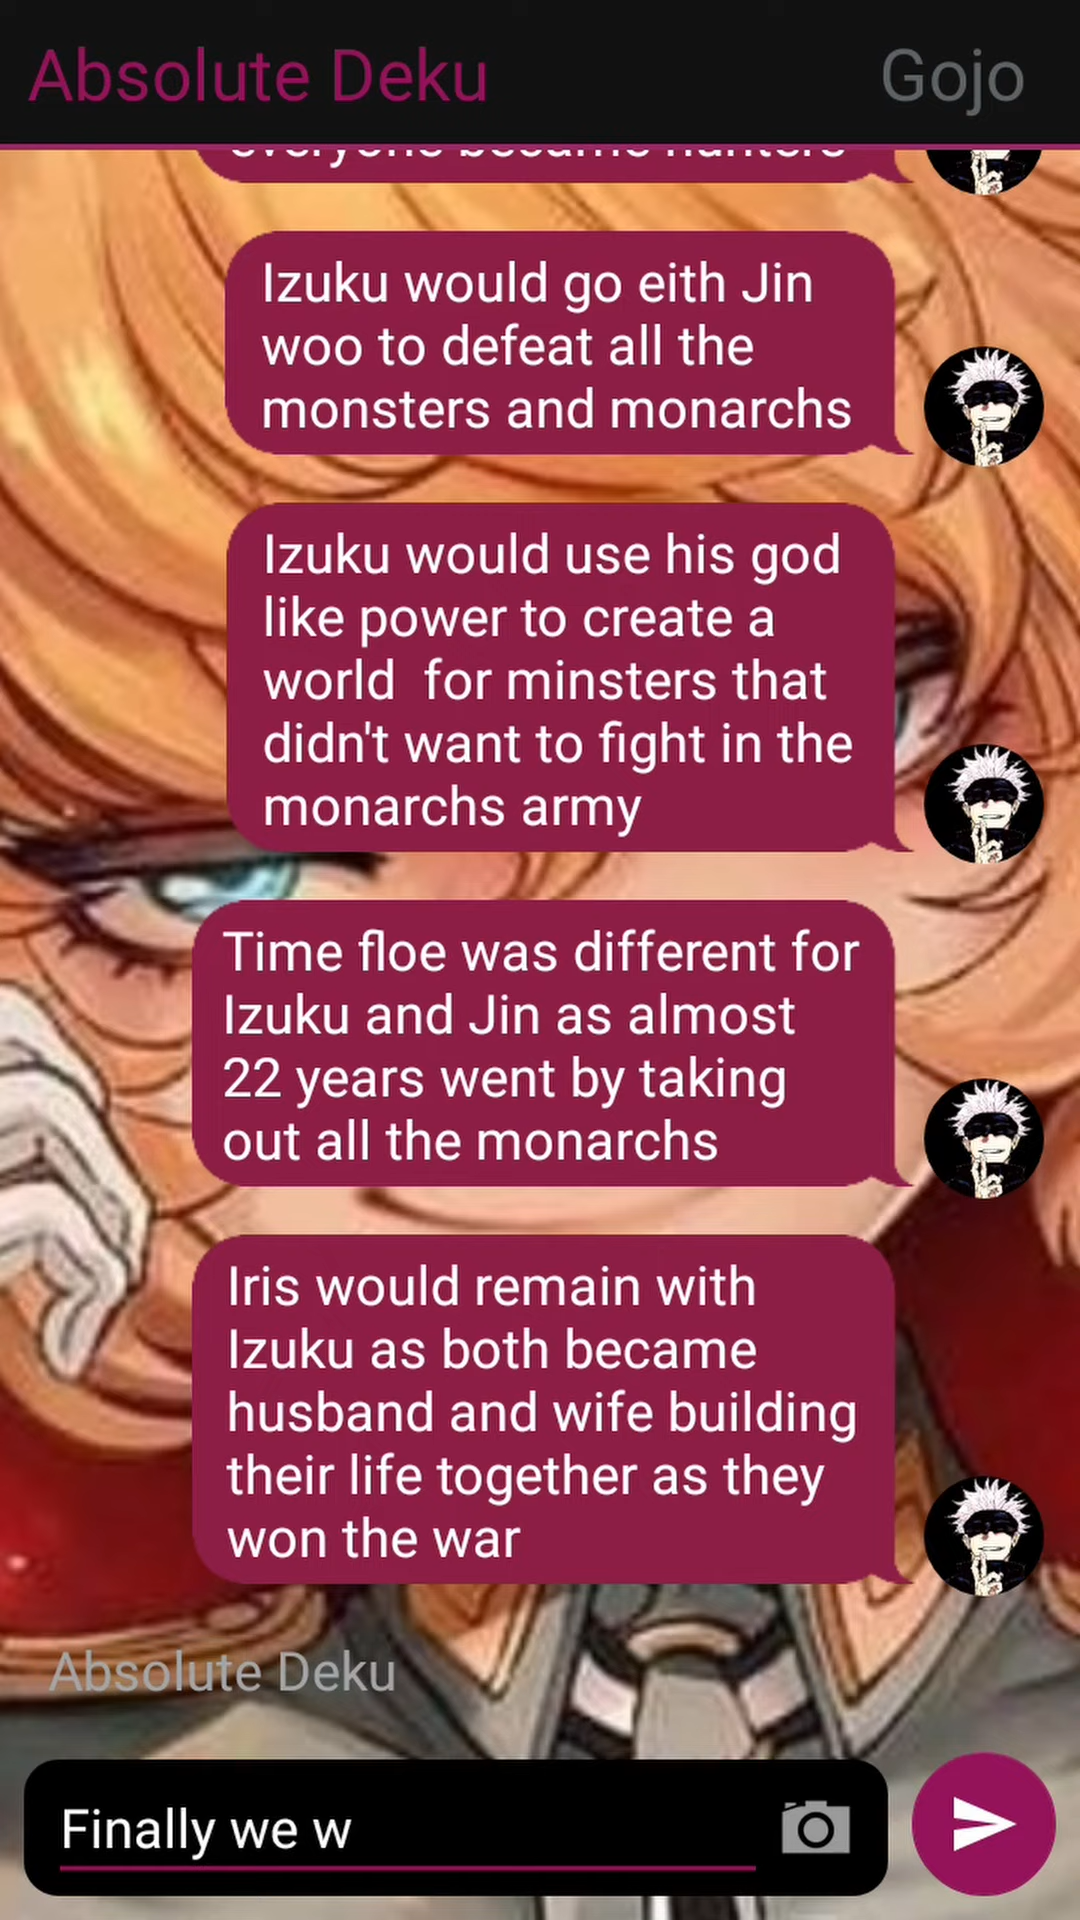 Absolute Deku
Gojo
everyone became hunters
Izuku would go eith Jin
woo to defeat all the
monsters and monarchs
Izuku would use his god
like power to create a
world  for minsters that
didn't want to fight in the
monarchs army
Time floe was different for
Izuku and Jin as almost
22 years went by taking
out all the monarchs
Iris would remain with
Izuku as both became
husband and wife building
their life together as they
won the war
Absolute Deku
Finally we w